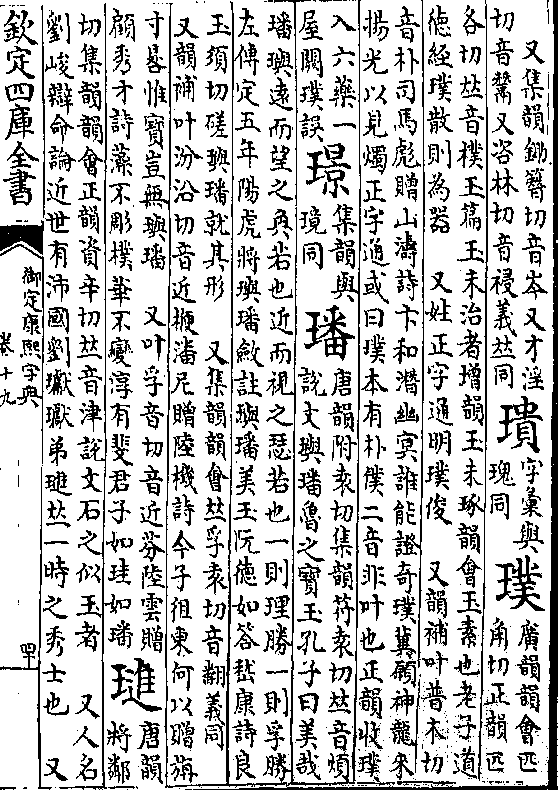 又集韻鋤簪切音岑又才淫
切音鬵又咨林切音祲義𠀤同
璝
字彙與
瑰同
璞
廣韻韻會匹
角切正韻匹
各切𠀤音樸玉篇玉未治者增韻玉未琢韻會玉素也老子道
德經璞散則為器 又姓正字通明璞俊 又韻補叶普木切
音朴司馬彪贈山濤詩卞和潛幽冥誰能證奇璞冀願神龍來
揚光以見燭正字通或曰璞本有朴僕二音非叶也正韻收璞
入六藥一
屋闕璞誤
璟
集韻與
璄同
璠
唐韻附袁切集韻符袁切𠀤音煩
說文璵璠魯之寶玉孔子曰美哉
璠璵遠而望之奐若也近而視之瑟若也一則理勝一則孚勝
左傳定五年陽虎將璵璠斂註璵璠美玉阮德如答嵇康詩良
玉須切磋璵璠就其形 又集韻韻會𠀤孚袁切音翻義同
又韻補叶汾沿切音近鞭潘尼贈陸機詩今子徂東何以贈旃
寸晷惟寶豈無璵璠 又叶孚音切音近芬陸雲贈
顧秀才詩藻不彫樸華不變淳有斐君子如珪如璠
璡
唐韻
將鄰
切集韻韻會正韻資辛切𠀤音津說文石之似玉者 又人名
劉峻辯命論近世有沛國劉瓛瓛弟璡𠀤一時之秀士也 又
欽定四庫全書
御定康熙字典
卷十九